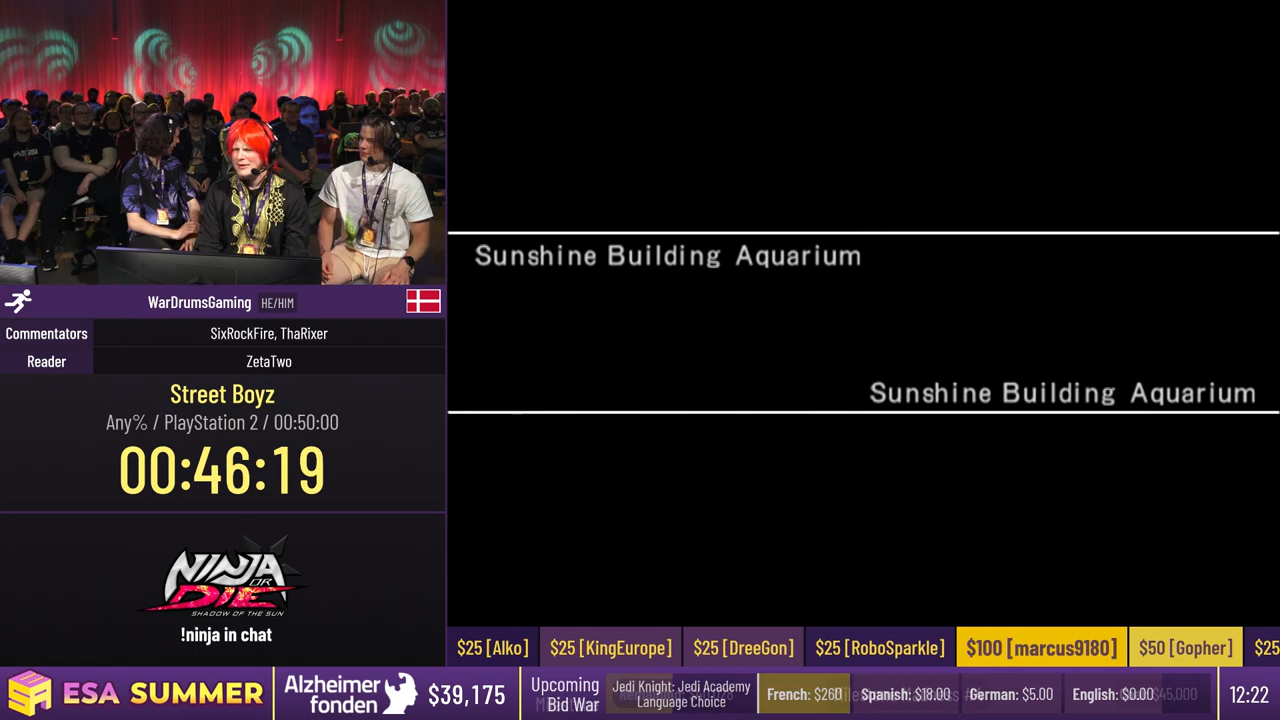 Sunshine Building Aquarium
Sunshine Building Aquarium
WarDrumsGaming HE/HIM
Commentators SixRockFire, ThaRixer
Reader ZetaTwo
Street Boyz
Any% / PlayStation 2 / 00:50:00
00:46:19
NINJA
OR
DIE
SHADOW OF THE SUN
!ninja in chat
$25 [Alko] $25 [KingEurope] $25 [DreeGon] $25 [RoboSparkle] $100 [marcus9180] $50 [Gopher] $25
ESA SUMMER
Alzheimer
fonden
$39,175
Upcoming
Bid War
Jedi Knight: Jedi Academy
Language Choice
French: $260 Spanish: $18.00 German: $5.00 English: $0.00
12:22